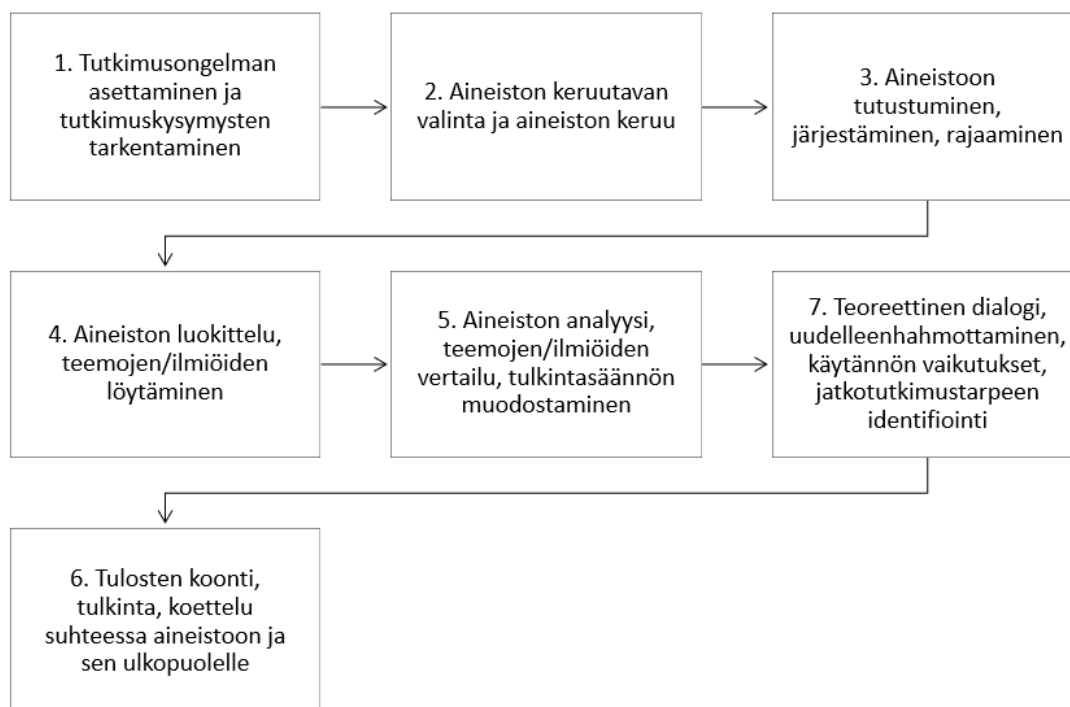 1. Tutkimusongelman
asettaminen ja
tutkimuskysymysten
tarkentaminen
2. Aineiston keruutavan
valinta ja aineiston keruu
3. Aineistoon
tutustuminen,
järjestäminen, rajaaminen
4. Aineiston luokittelu,
teemojen/ilmiöiden
löytäminen
5. Aineiston analyysi,
teemojen/ilmiöiden
vertailu, tulkintasäännön
muodostaminen
7. Teoreettinen dialogi,
uudelleenhahmottaminen,
käytännön vaikutukset,
jatkotutkimustarpeen
identifiointi
6. Tulosten koonti,
tulkinta, koettelu
suhteessa aineistoon ja
sen ulkopuolelle